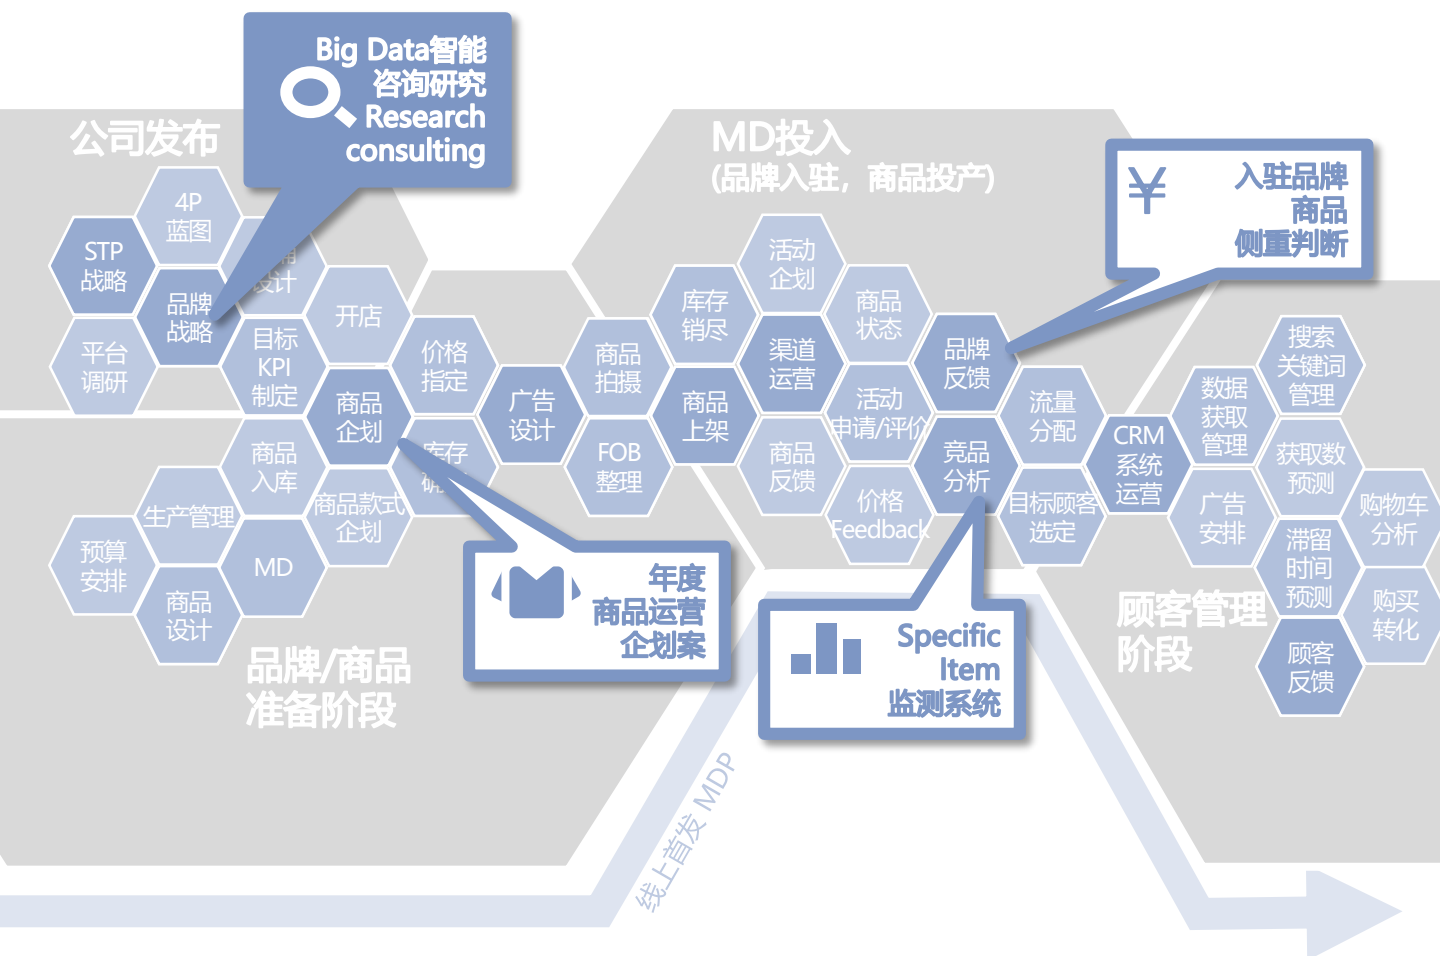 Big Data智能
咨询研究
Research
consulting
公司发布
4P
蓝图
STP
战略
品牌
战略
平台
调研
设计
目标
KPI
制定
开店
价格
指定
商品
企划
广告
设计
商品
入库
商品款式
企划
生产管理
预算
安排
MD
商品
设计
库存
品牌/商品
准备阶段
年度
商品运营
企划案
MD投入
(品牌入驻，商品投产)
活动
企划
库存
销尽
商品
状态
商品
拍摄
渠道
运营
品牌
反馈
商品
上架
活动
申请/评价
流量
分配
FOB
整理
商品
反馈
竞品
分析
价格
Feedback
目标顾客
选定
CRM
系统
运营
入驻品牌
¥
商品
侧重判断
Specific
Item
监测系统
搜索
关键词
管理
数据
获取
管理
获取数
预测
广告
安排
购物车
分析
滞留
时间
预测
购买
转化
顾客
反馈
顾客管理
阶段
线上首发 MDP